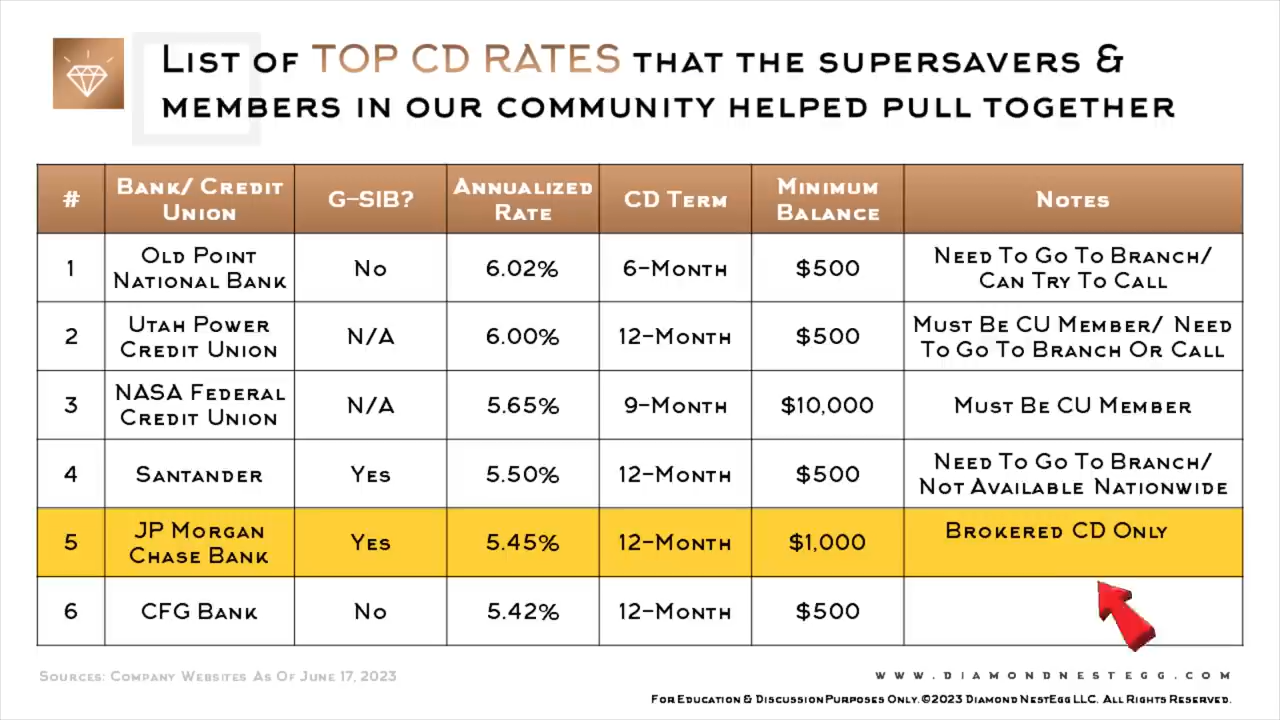 List of TOP CD RATES that the supersavers &
members in our community helped pull together
#
Bank/ Credit
Union
G-SIB?
Annualized
Rate
CD Term
Minimum
Balance
Notes
1
Old Point
National Bank
No
6.02%
6-Month
$500
Need To Go To Branch/
Can Try To Call
2
Utah Power
Credit Union
N/A
6.00%
12-Month
$500
Must Be CU Member/ Need
To Go To Branch Or Call
3
NASA Federal
Credit Union
N/A
5.65%
9-Month
$10,000
Must Be CU Member
4
Santander
Yes
5.50%
12-Month
$500
Need To Go To Branch/
Not Available Nationwide
5
JP Morgan
Chase Bank
Yes
5.45%
12-Month
$1,000
Brokered CD Only
6
CFG Bank
No
5.42%
12-Month
$500
Sources: Company Websites As Of June 17, 2023
www.DiamondNestEgg.com
For Education & Discussion Purposes Only. ©2023 Diamond NestEgg LLC. All Rights Reserved.